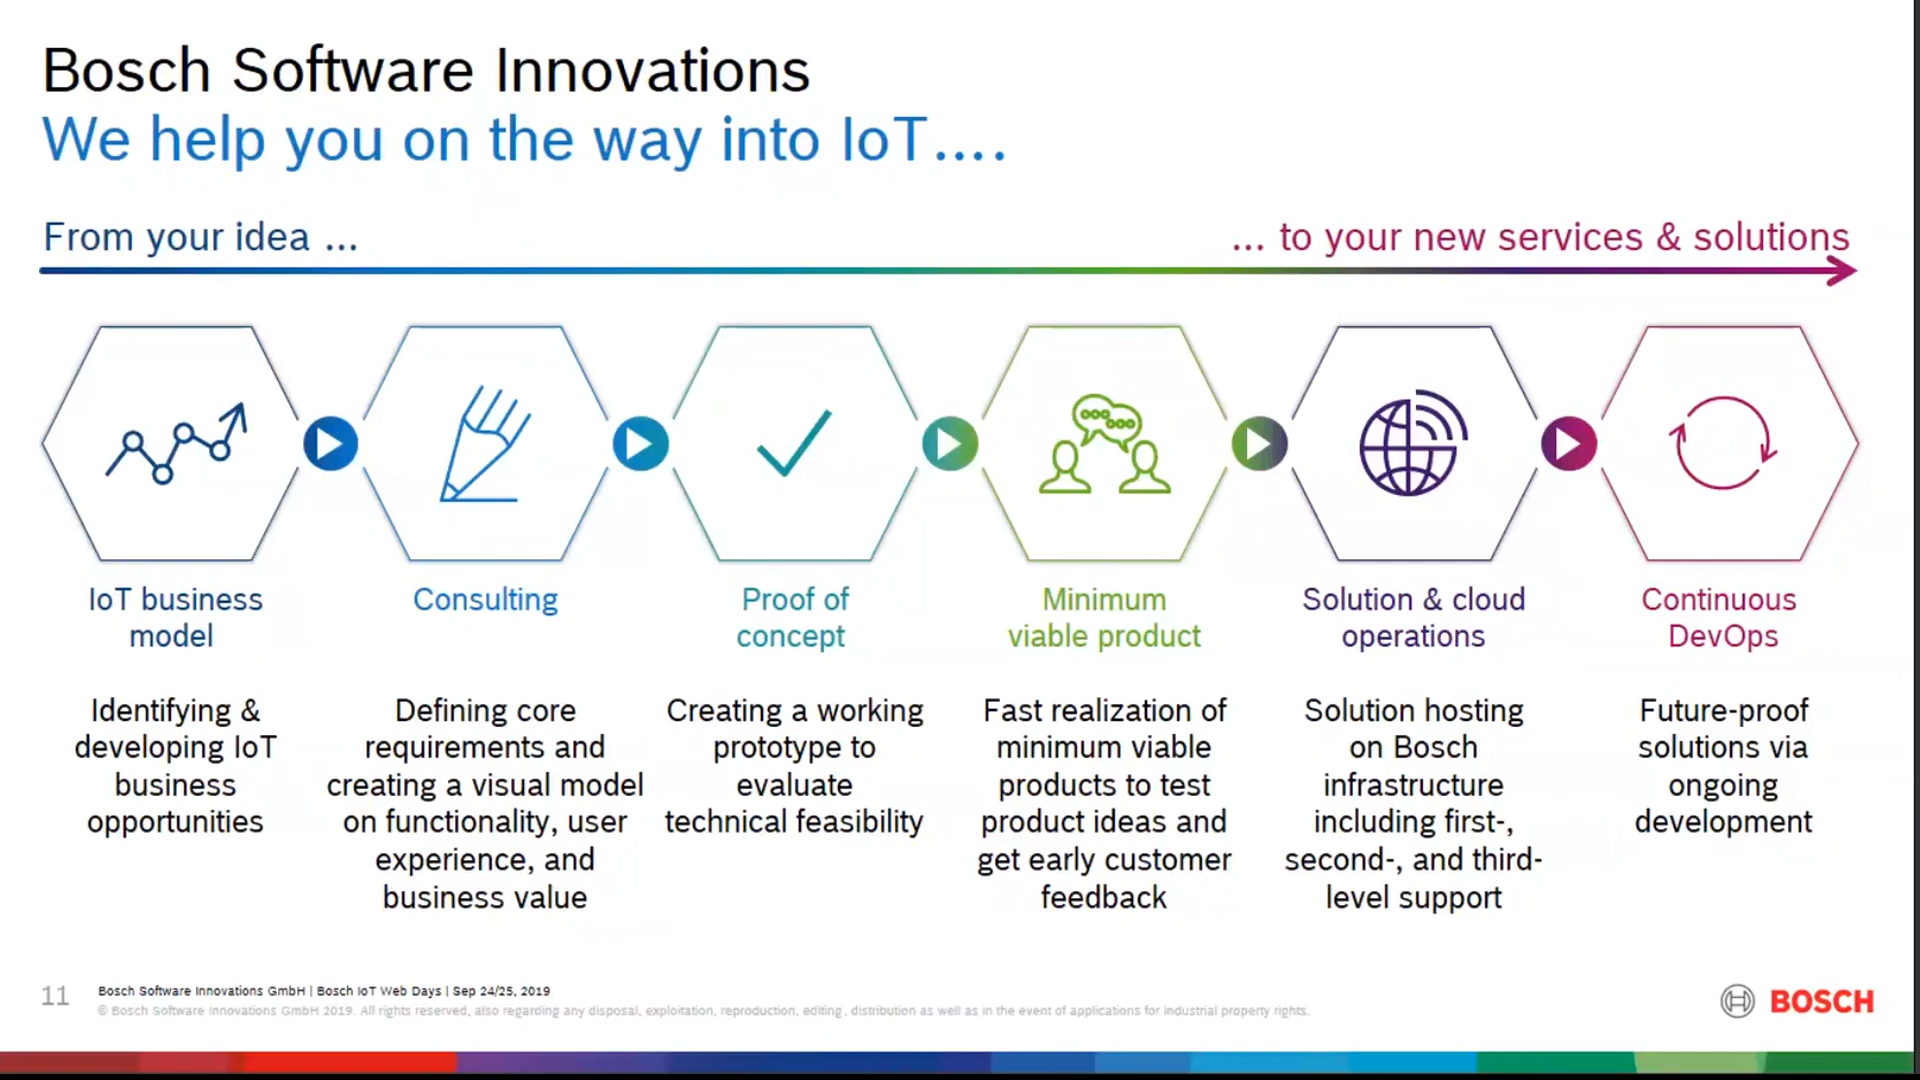 Bosch Software Innovations
We help you on the way into IoT....
From your idea ...
... to your new services & solutions
IoT business
model
Consulting
Proof of
concept
Minimum
viable product
Solution & cloud
operations
Continuous
DevOps
Identifying &
developing IoT
business
opportunities
Defining core
requirements and
creating a visual model
on functionality, user
experience, and
business value
Creating a working
prototype to
evaluate
technical feasibility
Fast realization of
minimum viable
products to test
product ideas and
get early customer
feedback
Solution hosting
on Bosch
infrastructure
including first-,
second-, and third-
level support
Future-proof
solutions via
ongoing
development
11
Bosch Software Innovations GmbH | Bosch IoT Web Days | Sep 24/25, 2019
© Bosch Software Innovations GmbH 2019. All rights reserved, also regarding any disposal, exploitation, reproduction, editing, distribution as well as in the event of applications for industrial property rights.
BOSCH